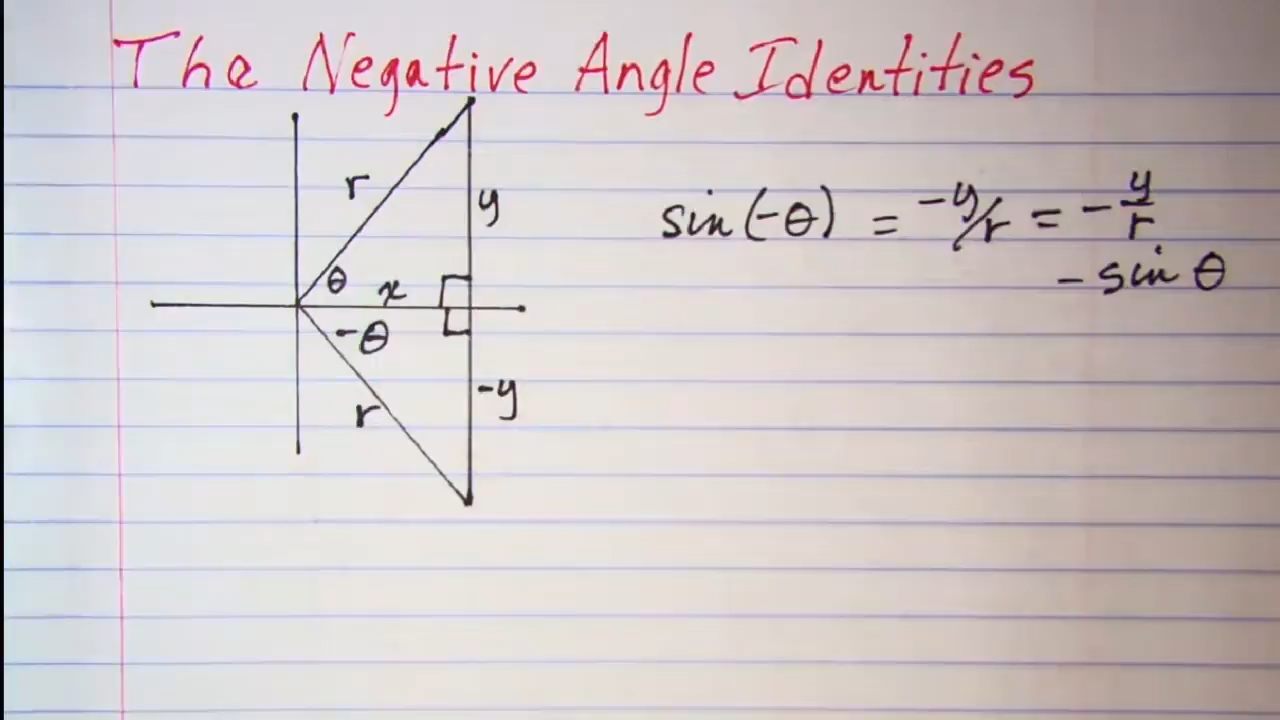 The Negative Angle Identities
r
y
θ
x
-θ
-y
r
sin(-θ) = -y/r = - y/r
- sin θ